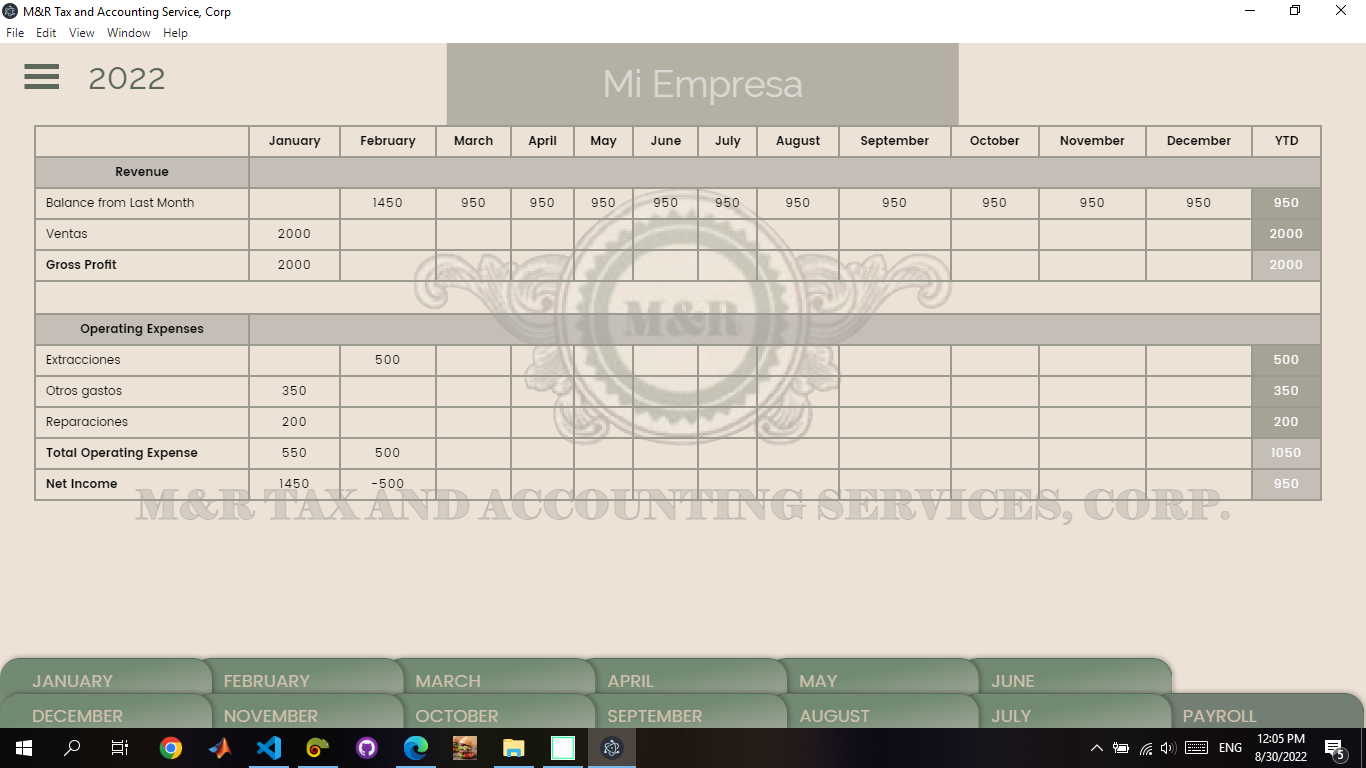 M&R Tax and Accounting Service, Corp
File Edit View Window Help
2022
Mi Empresa
January February March April May June July August September October November December YTD
Revenue
Balance from Last Month 1450 950 950 950 950 950 950 950 950 950 950 950
Ventas 2000 2000
Gross Profit 2000 2000
M&R
Operating Expenses
Extracciones 500 500
Otros gastos 350 350
Reparaciones 200 200
Total Operating Expense 550 500 1050
Net Income 1450 -500 950
M&R TAX AND ACCOUNTING SERVICES, CORP.
JANUARY FEBRUARY MARCH APRIL MAY JUNE
DECEMBER NOVEMBER OCTOBER SEPTEMBER AUGUST JULY PAYROLL
ENG 12:05 PM
8/30/2022 5